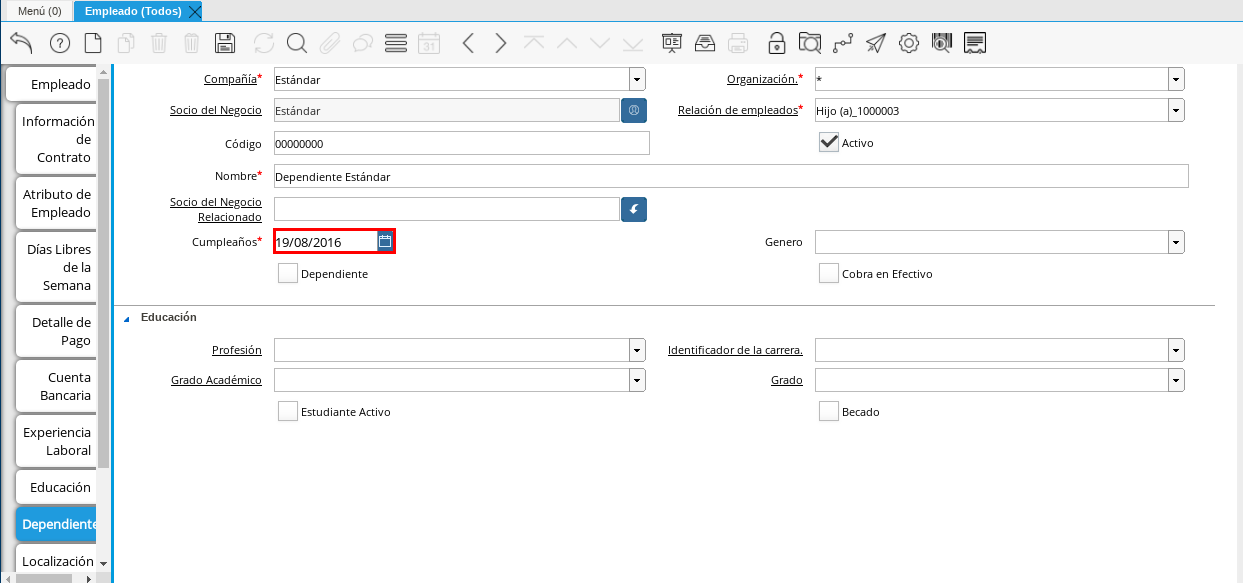 Menú (0)
Empleado (Todos)
31
Empleado
Información
de
Contrato
Atributo de
Empleado
Días Libres
de la
Semana
Detalle de
Pago
Cuenta
Bancaria
Experiencia
Laboral
Educación
Dependiente
Localización
Compañía* Estándar
Organización.* *
Socio del Negocio Estándar
Relación de empleados* Hijo (a)_1000003
Código 00000000
Activo
Nombre* Dependiente Estándar
Socio del Negocio
Relacionado
Cumpleaños* 19/08/2016
Genero
Dependiente
Cobra en Efectivo
Educación
Profesión
Identificador de la carrera.
Grado Académico
Grado
Estudiante Activo
Becado